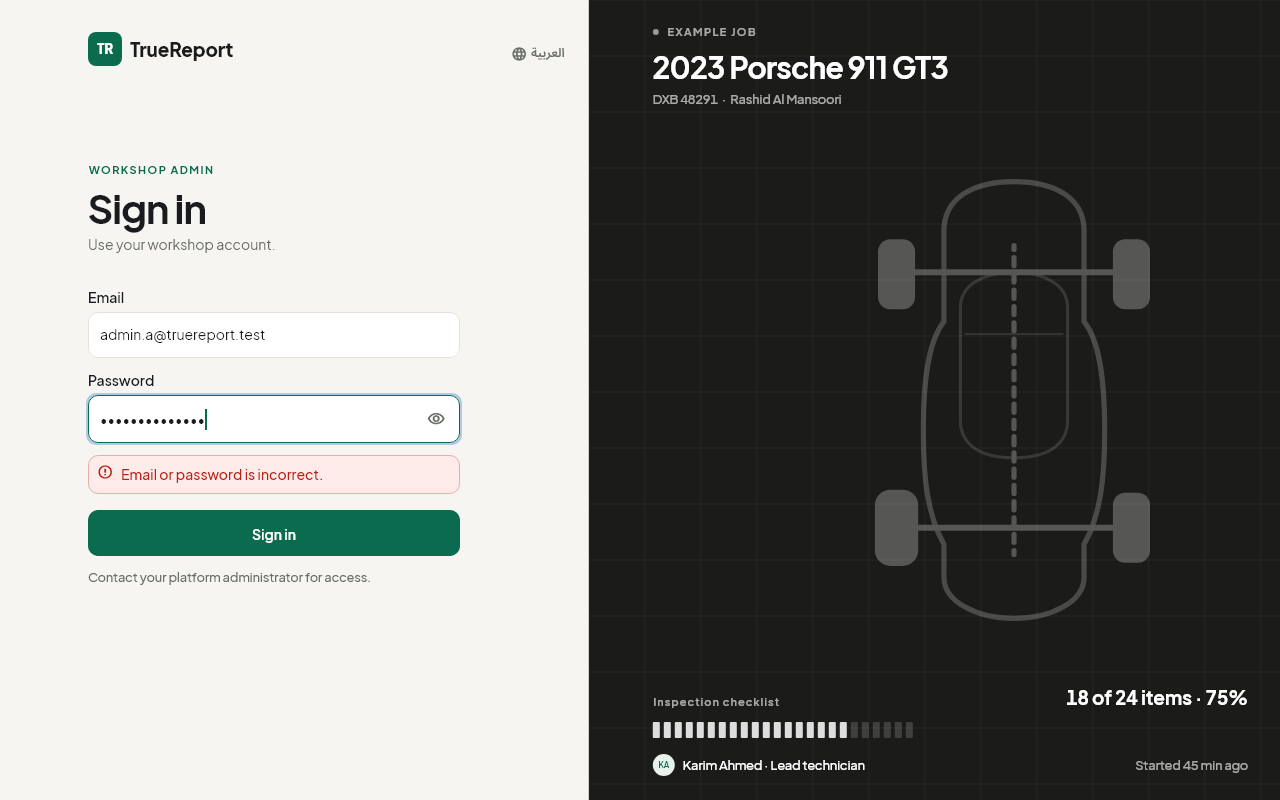 TR TrueReport
العربية
WORKSHOP ADMIN
Sign in
Use your workshop account.
Email
admin.a@truereport.test
Password
••••••••••••••
Email or password is incorrect.
Sign in
Contact your platform administrator for access.
EXAMPLE JOB
2023 Porsche 911 GT3
DXB 48291 · Rashid Al Mansoori
Inspection checklist
18 of 24 items · 75%
KA Karim Ahmed · Lead technician
Started 45 min ago